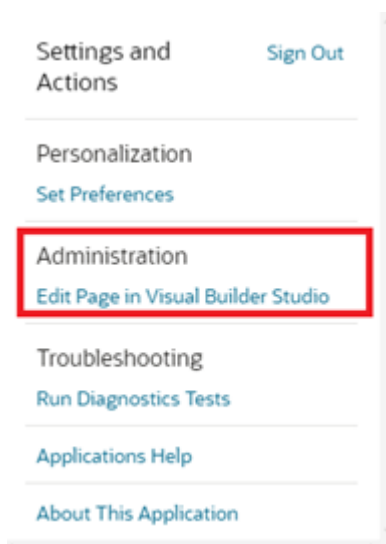 Settings and
Actions
Sign Out
Personalization
Set Preferences
Administration
Edit Page in Visual Builder Studio
Troubleshooting
Run Diagnostics Tests
Applications Help
About This Application